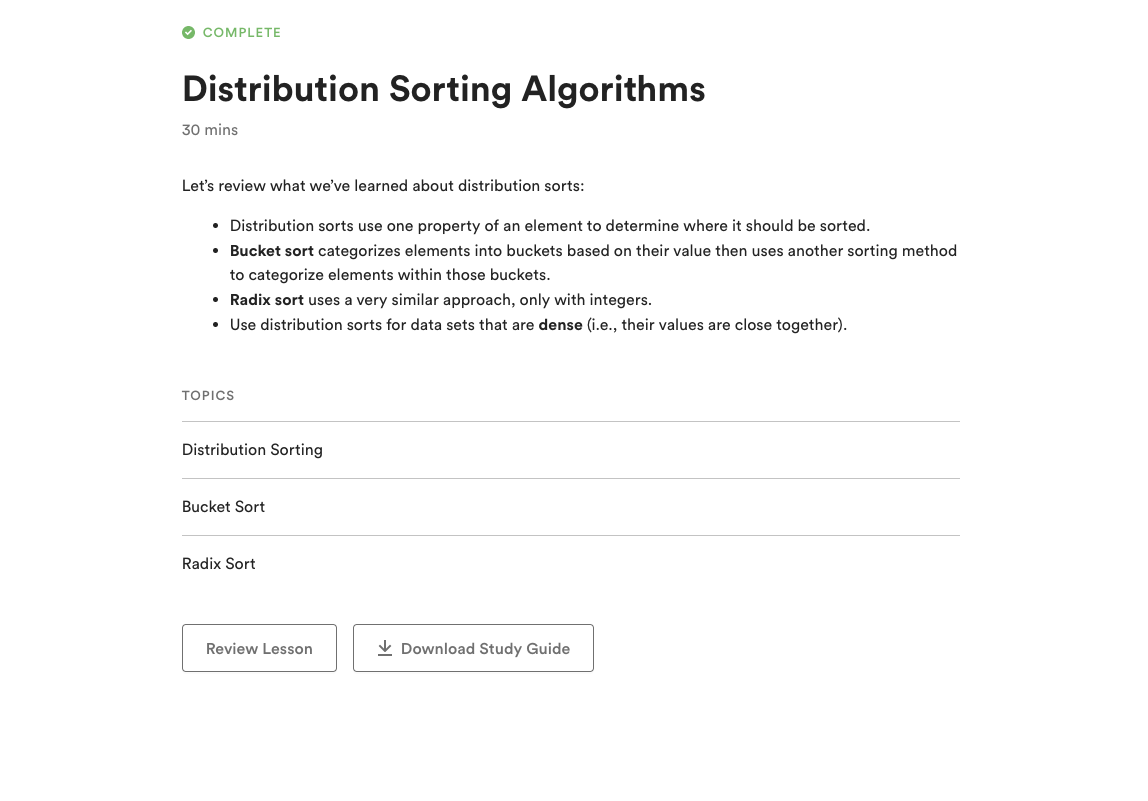 COMPLETE
Distribution Sorting Algorithms
30 mins
Let’s review what we’ve learned about distribution sorts:
• Distribution sorts use one property of an element to determine where it should be sorted.
• Bucket sort categorizes elements into buckets based on their value then uses another sorting method
to categorize elements within those buckets.
• Radix sort uses a very similar approach, only with integers.
• Use distribution sorts for data sets that are dense (i.e., their values are close together).
TOPICS
Distribution Sorting
Bucket Sort
Radix Sort
Review Lesson
Download Study Guide